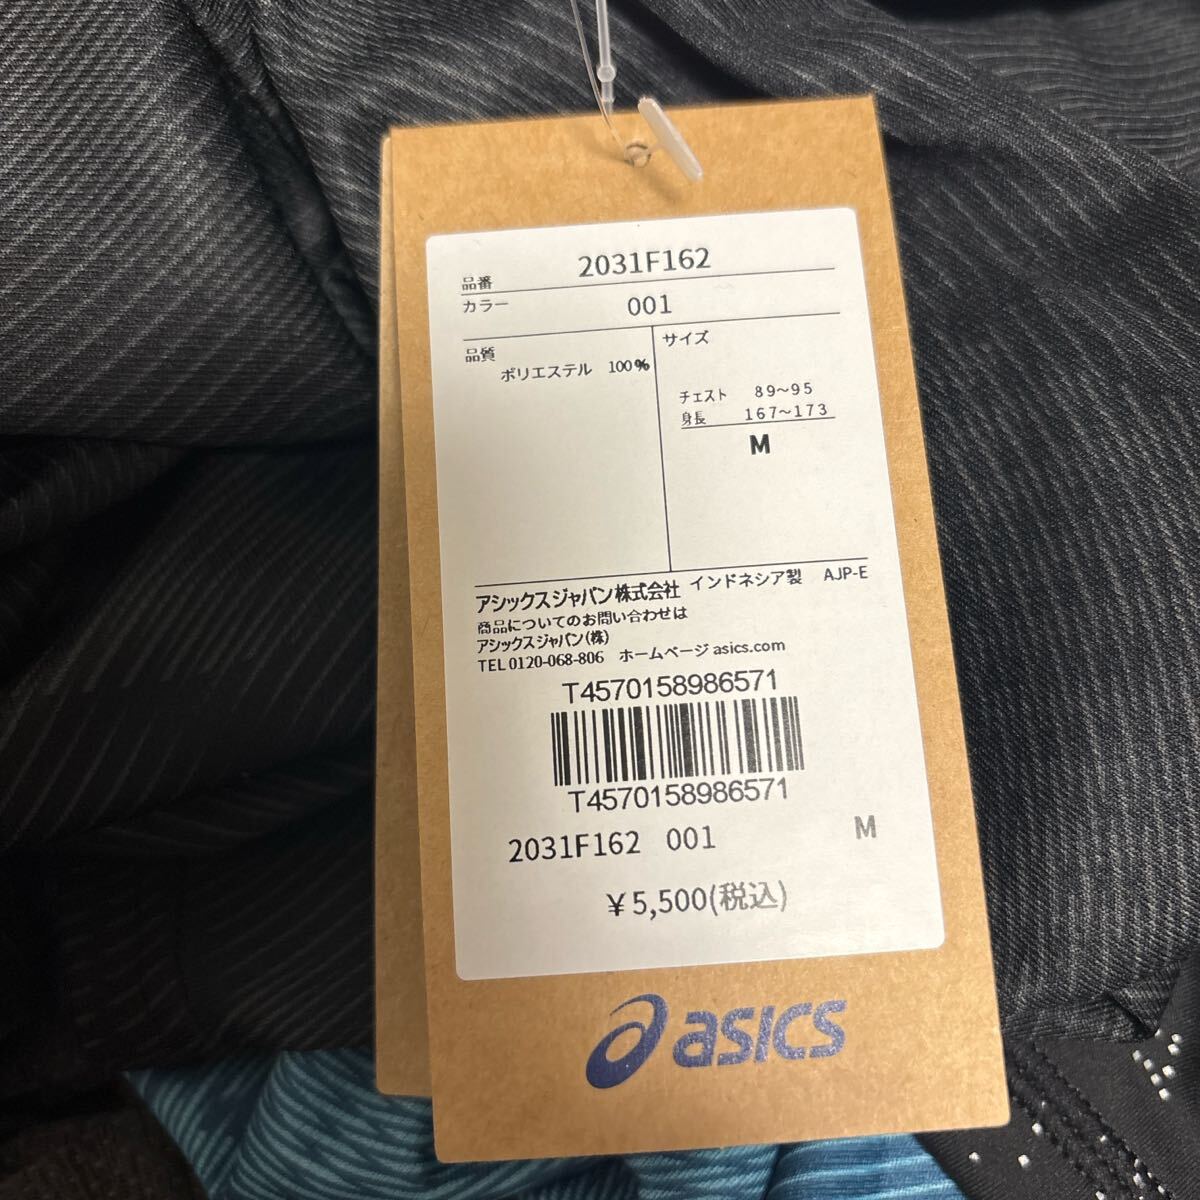 品番 2031F162
カラー 001
品質
ポリエステル 100%
サイズ
チェスト 89～95
身長 167～173
M
アシックスジャパン株式会社 インドネシア製 AJP-E
商品についてのお問い合わせは
アシックスジャパン(株)
TEL 0120-068-806 ホームページ asics.com
T4570158986571
T4570158986571
2031F162 001 M
￥5,500(税込)
asics